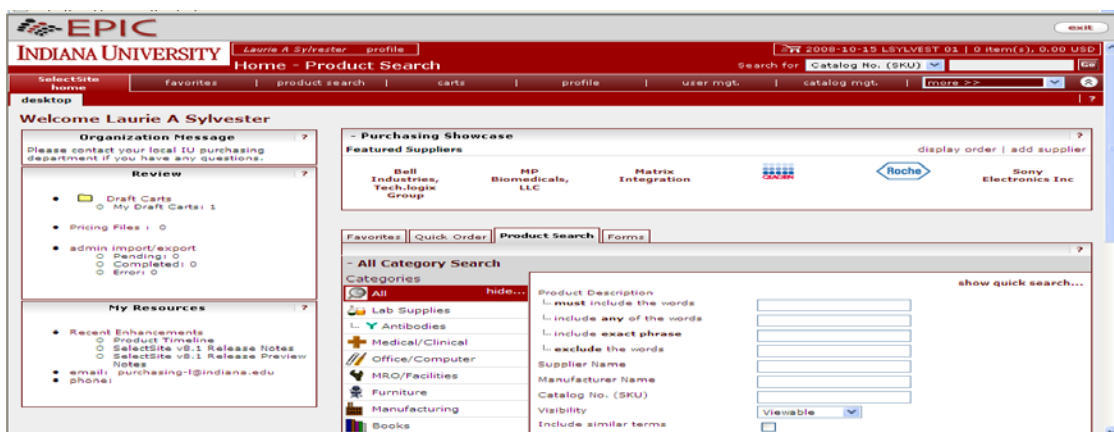 EPIC
exit
INDIANA UNIVERSITY
Laurie A Sylvester profile
2008-10-15 LSYLVEST 01 | 0 item(s), 0.00 USD
Home - Product Search
Search for Catalog No. (SKU) Go
SelectSite home
favorites | product search | carts | profile | user mgt. | catalog mgt. | more >>
desktop
?
Welcome Laurie A Sylvester
Organization Message ?
Please contact your local IU purchasing
department if you have any questions.
Review ?
Draft Carts
My Draft Carts: 1
Pricing Files : 0
admin import/export
Pending: 0
Completed: 0
Error: 0
My Resources ?
Recent Enhancements
Product Timeline
SelectSite v8.1 Release Notes
SelectSite v8.1 Release Preview
Notes
email: purchasing-l@indiana.edu
phone:
- Purchasing Showcase ?
Featured Suppliers
display order | add supplier
Bell
Industries,
Tech.logix
Group
MP
Biomedicals,
LLC
Matrix
Integration
QIAGEN
Roche
Sony
Electronics Inc
Favorites Quick Order Product Search Forms
?
- All Category Search
Categories
All hide...
Lab Supplies
Antibodies
Medical/Clinical
Office/Computer
MRO/Facilities
Furniture
Manufacturing
Books
show quick search...
Product Description
must include the words
include any of the words
include exact phrase
exclude the words
Supplier Name
Manufacturer Name
Catalog No. (SKU)
Visibility Viewable
Include similar terms